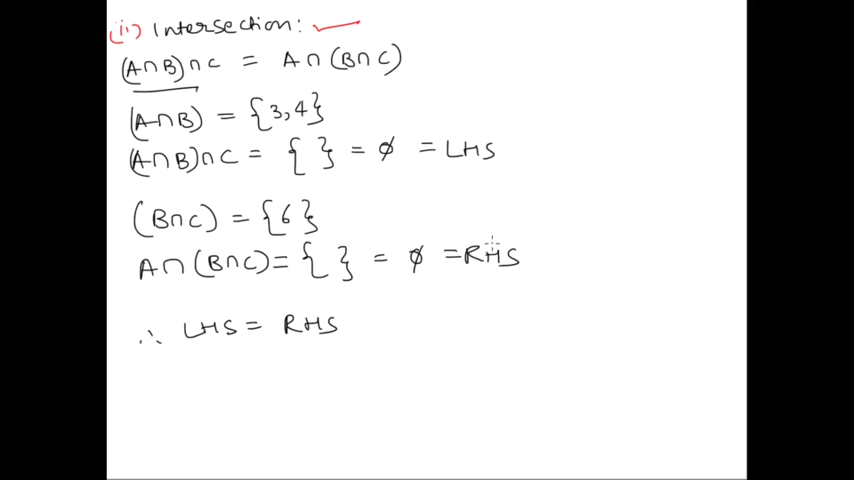 (ii) Intersection:
(A∩B)∩C = A∩(B∩C)
(A∩B) = {3,4}
(A∩B)∩C = { } = ϕ = LHS
(B∩C) = {6}
A∩(B∩C) = { } = ϕ = RHS
∴ LHS = RHS